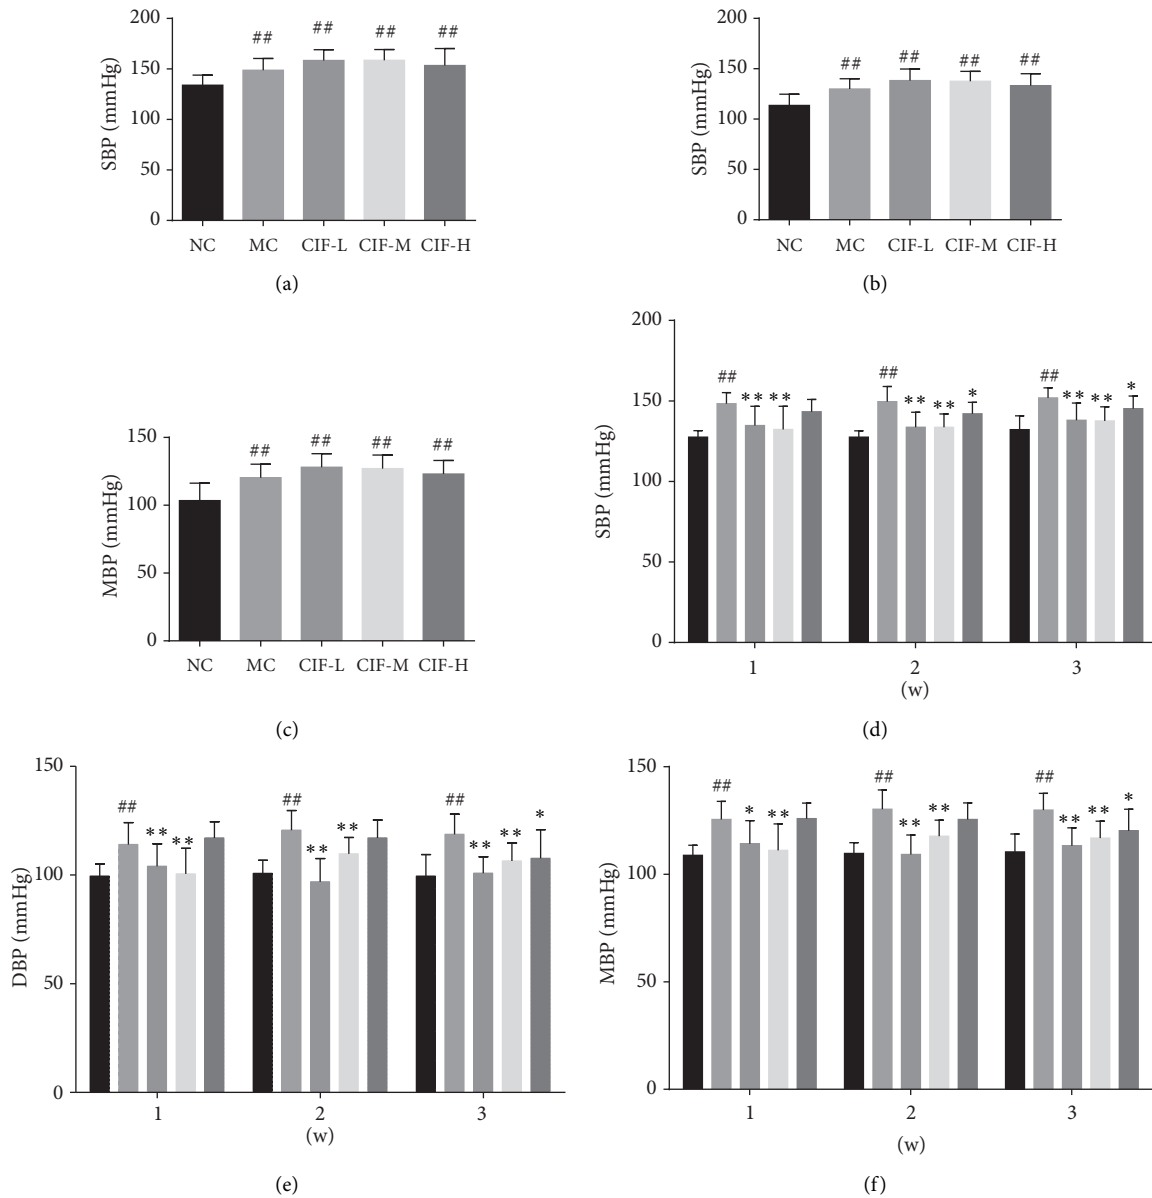 200
150
100
50
0
SBP (mmHg)
## ## ## ##
NC MC CIF-L CIF-M CIF-H
(a)
200
150
100
50
0
SBP (mmHg)
## ## ## ##
NC MC CIF-L CIF-M CIF-H
(b)
150
100
50
0
MBP (mmHg)
## ## ## ##
NC MC CIF-L CIF-M CIF-H
(c)
200
150
100
50
0
SBP (mmHg)
## ** ** ## ** ** * ## ** ** *
1 2 3
(w)
(d)
150
100
50
0
DBP (mmHg)
## ** ** ## ** ** ## ** ** *
1 2 3
(w)
(e)
150
100
50
0
MBP (mmHg)
## * ** ## ** ** ## ** ** *
1 2 3
(w)
(f)